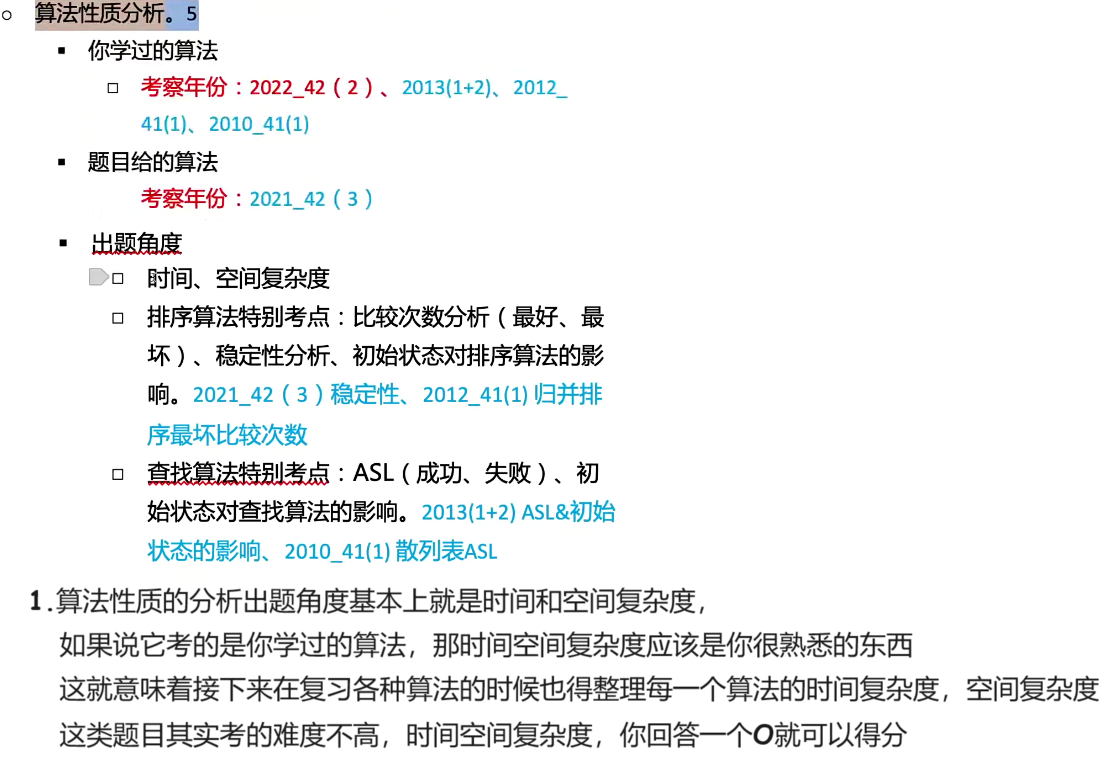 算法性质分析。5
你学过的算法
考察年份：2022_42（2）、2013(1+2)、2012_
41(1)、2010_41(1)
题目给的算法
考察年份：2021_42（3）
出题角度
时间、空间复杂度
排序算法特别考点：比较次数分析（最好、最
坏）、稳定性分析、初始状态对排序算法的影
响。2021_42（3）稳定性、2012_41(1) 归并排
序最坏比较次数
查找算法特别考点：ASL（成功、失败）、初
始状态对查找算法的影响。2013(1+2) ASL&初始
状态的影响、2010_41(1) 散列表ASL
1.算法性质的分析出题角度基本上就是时间和空间复杂度，
如果说它考的是你学过的算法，那时间空间复杂度应该是你很熟悉的东西
这就意味着接下来在复习各种算法的时候也得整理每一个算法的时间复杂度，空间复杂度
这类题目其实考的难度不高，时间空间复杂度，你回答一个O就可以得分